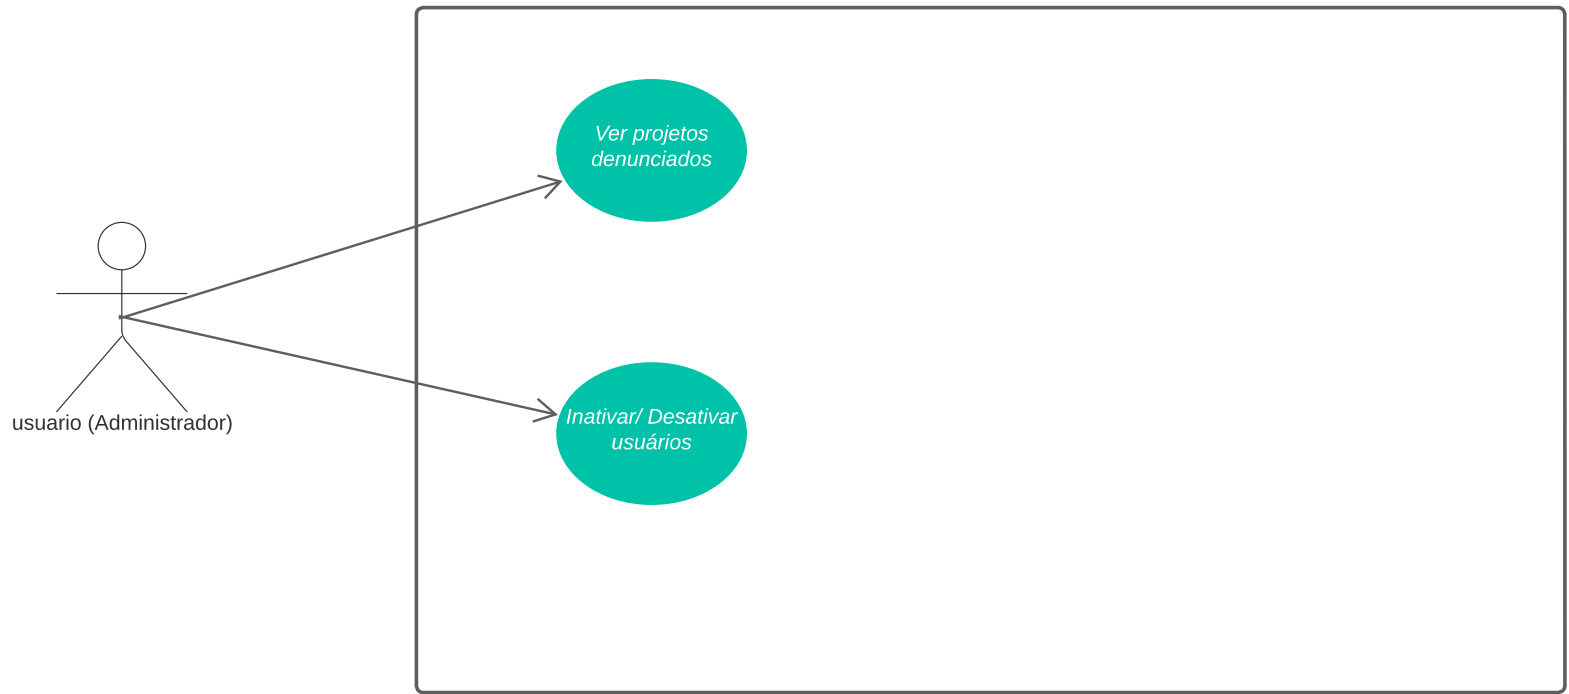 Ver projetos
denunciados
usuario (Administrador)
Inativar/ Desativar
usuários